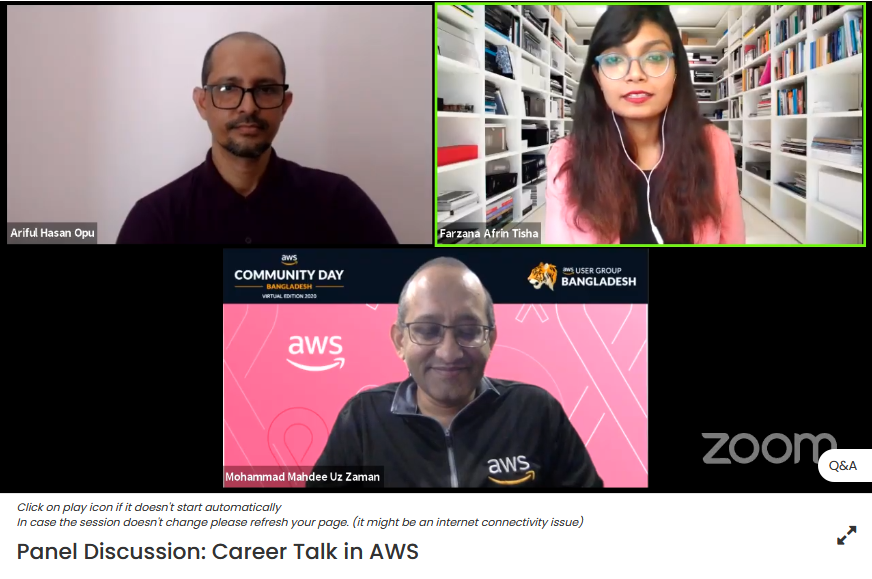 Ariful Hasan Opu
Farzana Afrin Tisha
aws
COMMUNITY DAY
BANGLADESH
VIRTUAL EDITION 2020
aws USER GROUP
BANGLADESH
aws
aws
Mohammad Mahdee Uz Zaman
zoom
Q&A
Click on play icon if it doesn't start automatically
In case the session doesn't change please refresh your page. (it might be an internet connectivity issue)
Panel Discussion: Career Talk in AWS